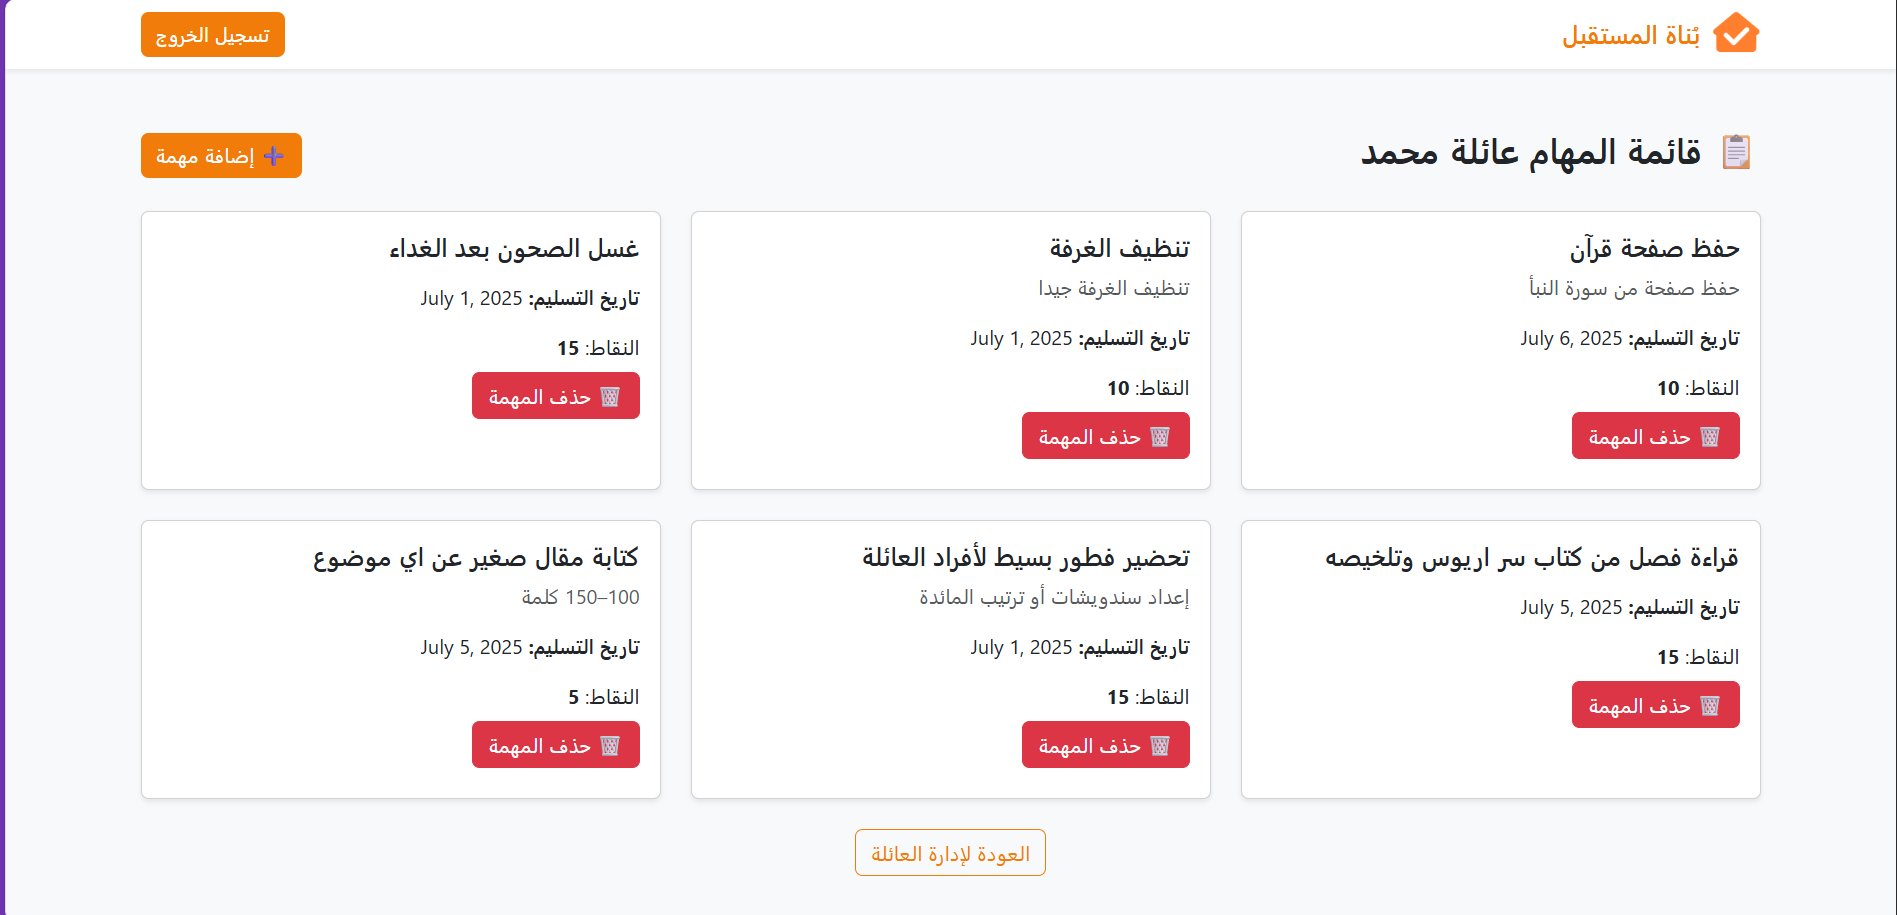 بُناة المستقبل
تسجيل الخروج
قائمة المهام عائلة محمد
إضافة مهمة
حفظ صفحة قرآن
حفظ صفحة من سورة النبأ
تاريخ التسليم: July 6, 2025
النقاط: 10
حذف المهمة
تنظيف الغرفة
تنظيف الغرفة جيدا
تاريخ التسليم: July 1, 2025
النقاط: 10
حذف المهمة
غسل الصحون بعد الغداء
تاريخ التسليم: July 1, 2025
النقاط: 15
حذف المهمة
قراءة فصل من كتاب سر اريوس وتلخيصه
تاريخ التسليم: July 5, 2025
النقاط: 15
حذف المهمة
تحضير فطور بسيط لأفراد العائلة
إعداد سندويشات أو ترتيب المائدة
تاريخ التسليم: July 1, 2025
النقاط: 15
حذف المهمة
كتابة مقال صغير عن اي موضوع
100–150 كلمة
تاريخ التسليم: July 5, 2025
النقاط: 5
حذف المهمة
العودة لإدارة العائلة